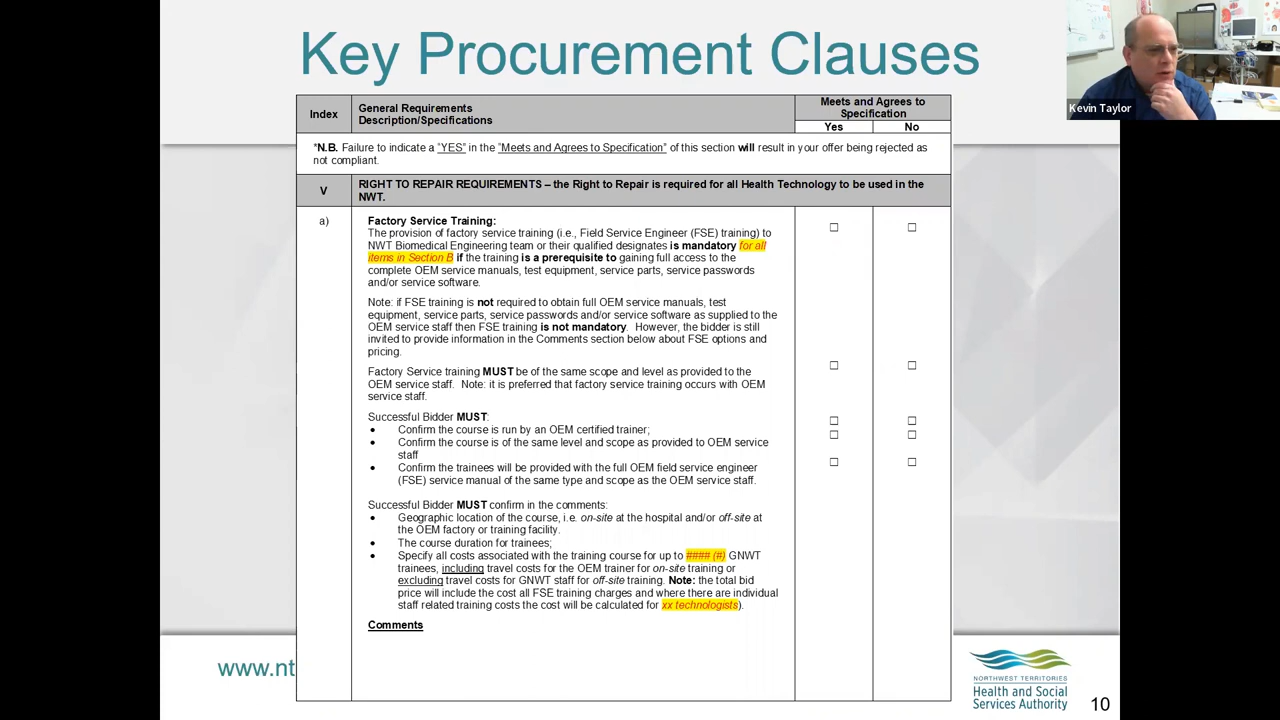 Key Procurement Clauses
Kevin Taylor
Index
General Requirements
Description/Specifications
Meets and Agrees to
Specification
Yes
No
*N.B. Failure to indicate a "YES" in the "Meets and Agrees to Specification" of this section will result in your offer being rejected as
not compliant.
V
RIGHT TO REPAIR REQUIREMENTS – the Right to Repair is required for all Health Technology to be used in the
NWT.
a)
Factory Service Training:
The provision of factory service training (i.e., Field Service Engineer (FSE) training) to
NWT Biomedical Engineering team or their qualified designates is mandatory for all
items in Section B if the training is a prerequisite to gaining full access to the
complete OEM service manuals, test equipment, service parts, service passwords
and/or service software.
Note: if FSE training is not required to obtain full OEM service manuals, test
equipment, service parts, service passwords and/or service software as supplied to the
OEM service staff then FSE training is not mandatory. However, the bidder is still
invited to provide information in the Comments section below about FSE options and
pricing.
Factory Service training MUST be of the same scope and level as provided to the
OEM service staff. Note: it is preferred that factory service training occurs with OEM
service staff.
Successful Bidder MUST:
• Confirm the course is run by an OEM certified trainer;
• Confirm the course is of the same level and scope as provided to OEM service
staff
• Confirm the trainees will be provided with the full OEM field service engineer
(FSE) service manual of the same type and scope as the OEM service staff.
Successful Bidder MUST confirm in the comments:
• Geographic location of the course, i.e. on-site at the hospital and/or off-site at
the OEM factory or training facility.
• The course duration for trainees;
• Specify all costs associated with the training course for up to #### (#) GNWT
trainees, including travel costs for the OEM trainer for on-site training or
excluding travel costs for GNWT staff for off-site training. Note: the total bid
price will include the cost all FSE training charges and where there are individual
staff related training costs the cost will be calculated for xx technologists).
Comments
www.nt
NORTHWEST TERRITORIES
Health and Social
Services Authority
10